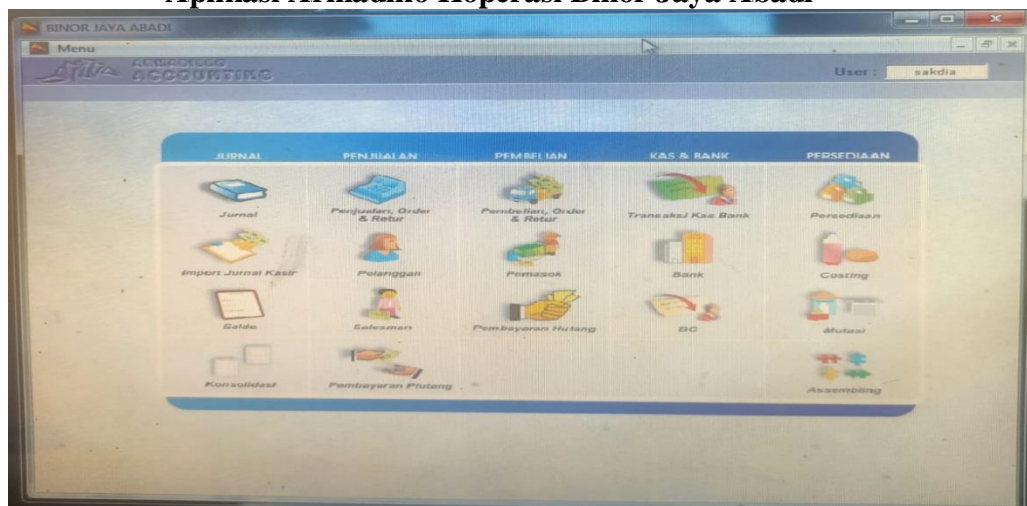 Aplikasi Armadillo Koperasi Binor Jaya Abadi
BINOR JAYA ABADI
Menu
ARMADILLO
ACCOUNTING
User : sakdia
JURNAL PENJUALAN PEMBELIAN KAS & BANK PERSEDIAAN
Jurnal
Penjualan, Order
& Retur
Pembelian, Order
& Retur
Transaksi Kas Bank
Persediaan
Import Jurnal Kasir
Pelanggan
Pemasok
Bank
Costing
Saldo
Salesman
Pembayaran Hutang
BG
Mutasi
Konsolidasi
Pembayaran Piutang
Assembling